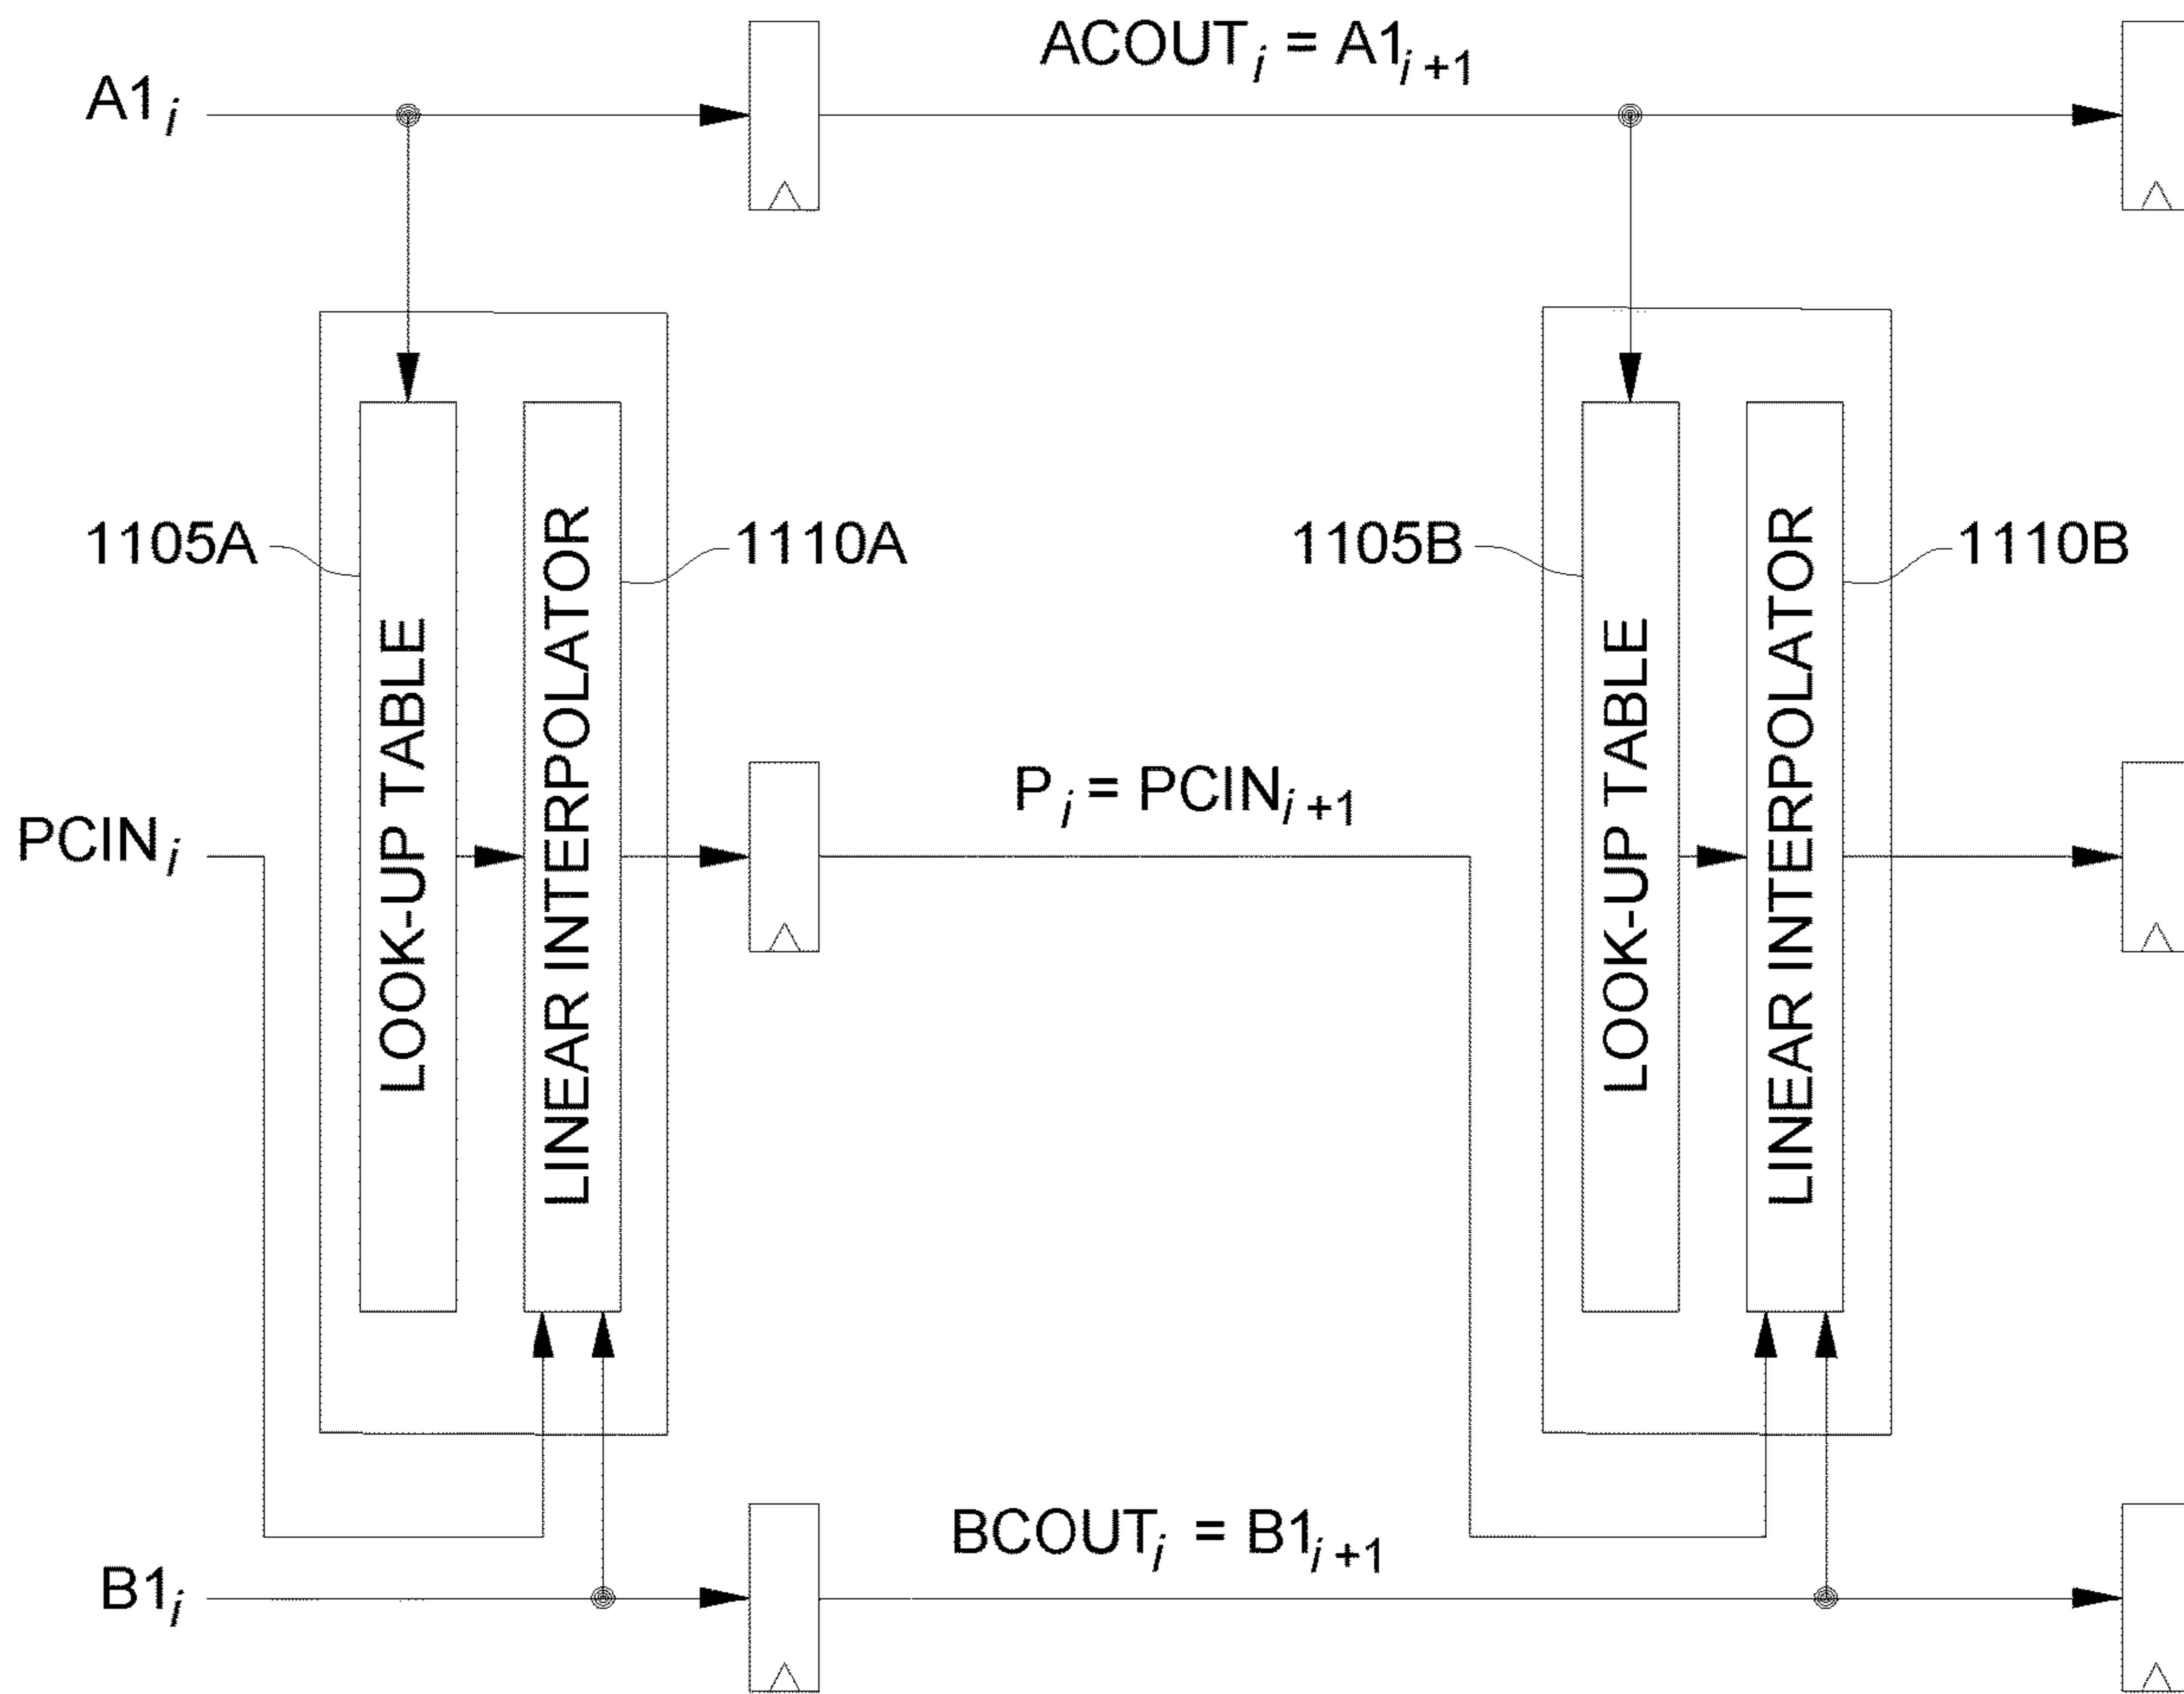 ACOUT i = A1 i +1
A1 i
1105A
1110A
1105B
1110B
LOOK-UP TABLE
LINEAR INTERPOLATOR
LOOK-UP TABLE
LINEAR INTERPOLATOR
P i = PCIN i +1
PCIN i
BCOUT i = B1 i +1
B1 i